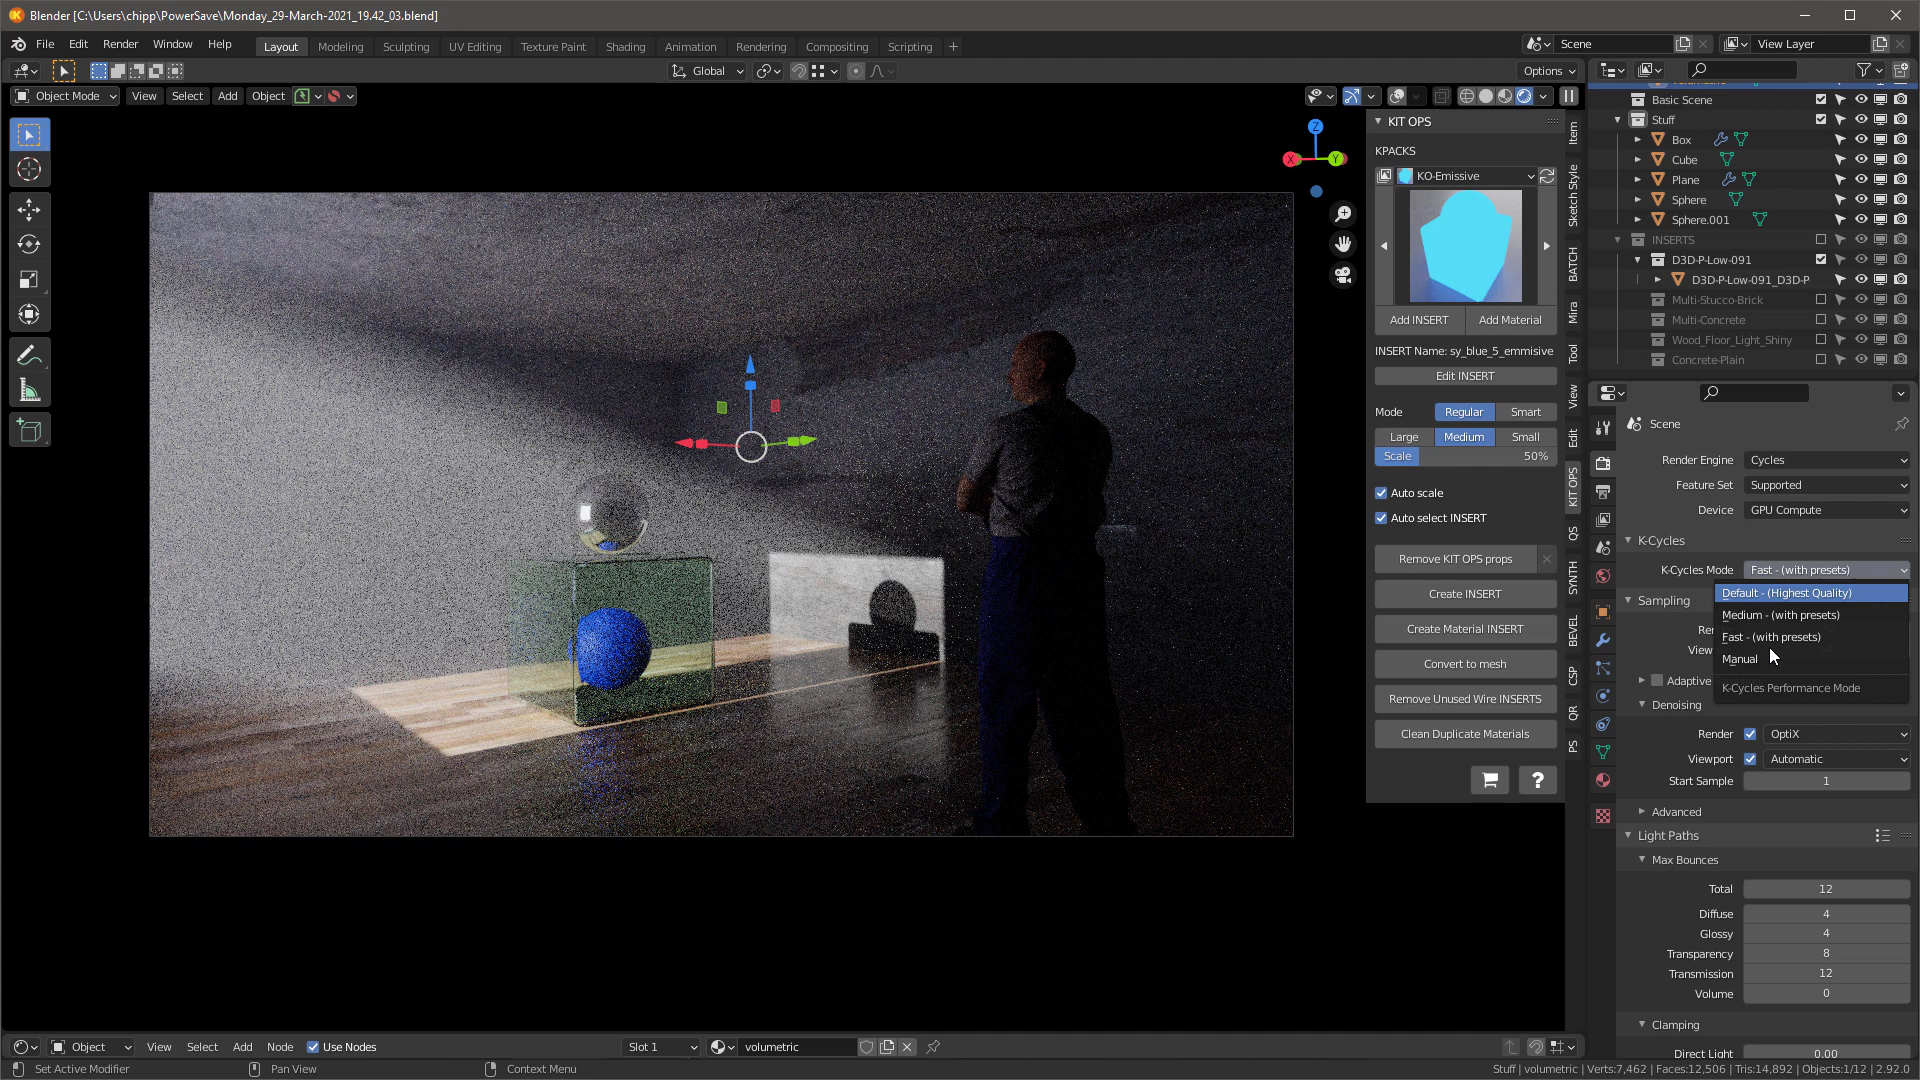 Blender [C:\Users\chipp\PowerSave\Monday_29-March-2021_19.42_03.blend]
File Edit Render Window Help
Layout Modeling Sculpting UV Editing Texture Paint Shading Animation Rendering Compositing Scripting +
Scene
View Layer
Global
Options
Object Mode View Select Add Object
Z
X
Y
KIT OPS
KPACKS
KO-Emissive
Add INSERT
Add Material
INSERT Name: sy_blue_5_emmisive
Edit INSERT
Mode Regular Smart
Large Medium Small
Scale 50%
Auto scale
Auto select INSERT
Remove KIT OPS props
Create INSERT
Create Material INSERT
Convert to mesh
Remove Unused Wire INSERTS
Clean Duplicate Materials
?
Item
Sketch Style
BATCH
Mira
Tool
View
Edit
KIT OPS
QS
SYNTH
BEVEL
CSP
QR
PS
Basic Scene
Stuff
Box
Cube
Plane
Sphere
Sphere.001
INSERTS
D3D-P-Low-091
D3D-P-Low-091_D3D-P
Multi-Stucco-Brick
Multi-Concrete
Wood_Floor_Light_Shiny
Concrete-Plain
Scene
Render Engine Cycles
Feature Set Supported
Device GPU Compute
K-Cycles
K-Cycles Mode Fast - (with presets)
Default - (Highest Quality)
Medium - (with presets)
Fast - (with presets)
Manual
K-Cycles Performance Mode
Sampling
Rer
View
Adaptive
Denoising
Render OptiX
Viewport Automatic
Start Sample 1
Advanced
Light Paths
Max Bounces
Total 12
Diffuse 4
Glossy 4
Transparency 8
Transmission 12
Volume 0
Clamping
Direct Light 0.00
Object View Select Add Node Use Nodes
Slot 1
volumetric
Set Active Modifier
Pan View
Context Menu
Stuff | volumetric | Verts:7,462 | Faces:12,506 | Tris:14,892 | Objects:1/12 | 2.92.0